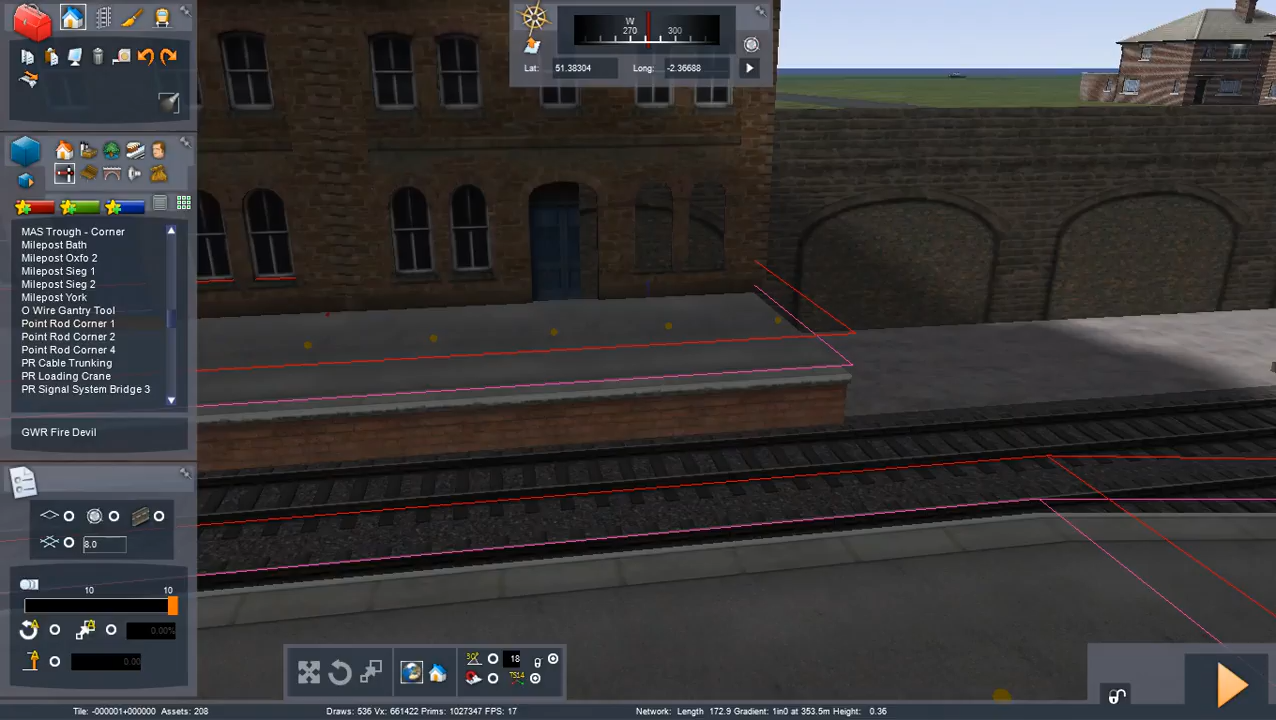 W
270
300
Lat: 51.38304 Long: -2.36688
MAS Trough - Corner
Milepost Bath
Milepost Oxfo 2
Milepost Sieg 1
Milepost Sieg 2
Milepost York
O Wire Gantry Tool
Point Rod Corner 1
Point Rod Corner 2
Point Rod Corner 4
PR Cable Trunking
PR Loading Crane
PR Signal System Bridge 3
GWR Fire Devil
8.0
10 10
0.00%
0.00
30° 18
TS14
Tile: -000001+000000 Assets: 208 Draws: 536 Vx: 661422 Prims: 1027347 FPS: 17 Network: Length 172.9 Gradient: 1in0 at 353.5m Height: 0.36